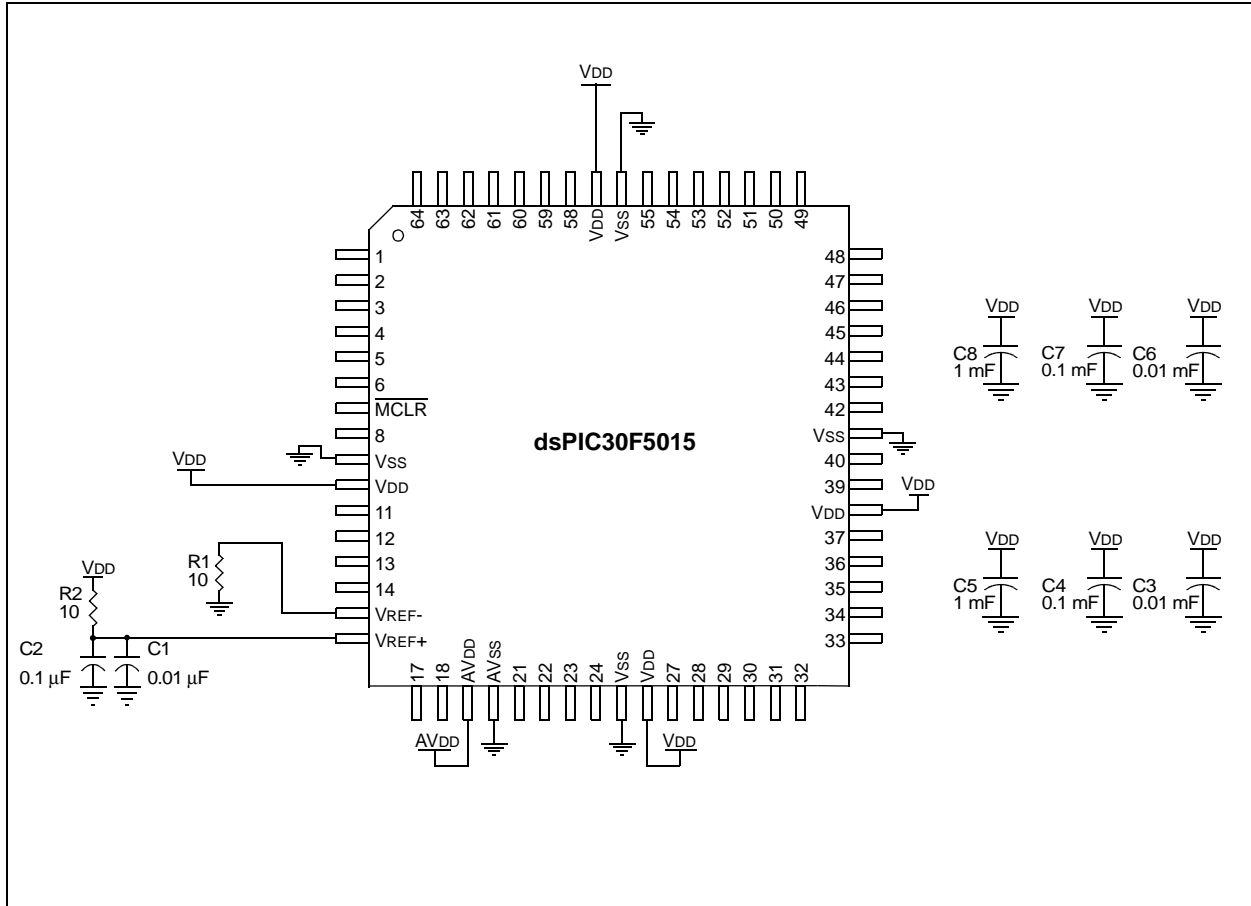 VDD
64
63
62
61
60
59
58
VDD
VSS
55
54
53
52
51
50
49
1
2
3
4
5
6
MCLR
8
VSS
VDD
11
12
13
14
VREF-
VREF+
48
47
46
45
44
43
42
VSS
40
39
VDD
37
36
35
34
33
dsPIC30F5015
17
18
AVDD
AVSS
21
22
23
24
VSS
VDD
27
28
29
30
31
32
VDD
VDD
R1
10
VDD
R2
10
C2
0.1 μF
C1
0.01 μF
AVDD
VDD
VDD
VDD
C8
1 mF
VDD
C7
0.1 mF
VDD
C6
0.01 mF
VDD
C5
1 mF
VDD
C4
0.1 mF
VDD
C3
0.01 mF